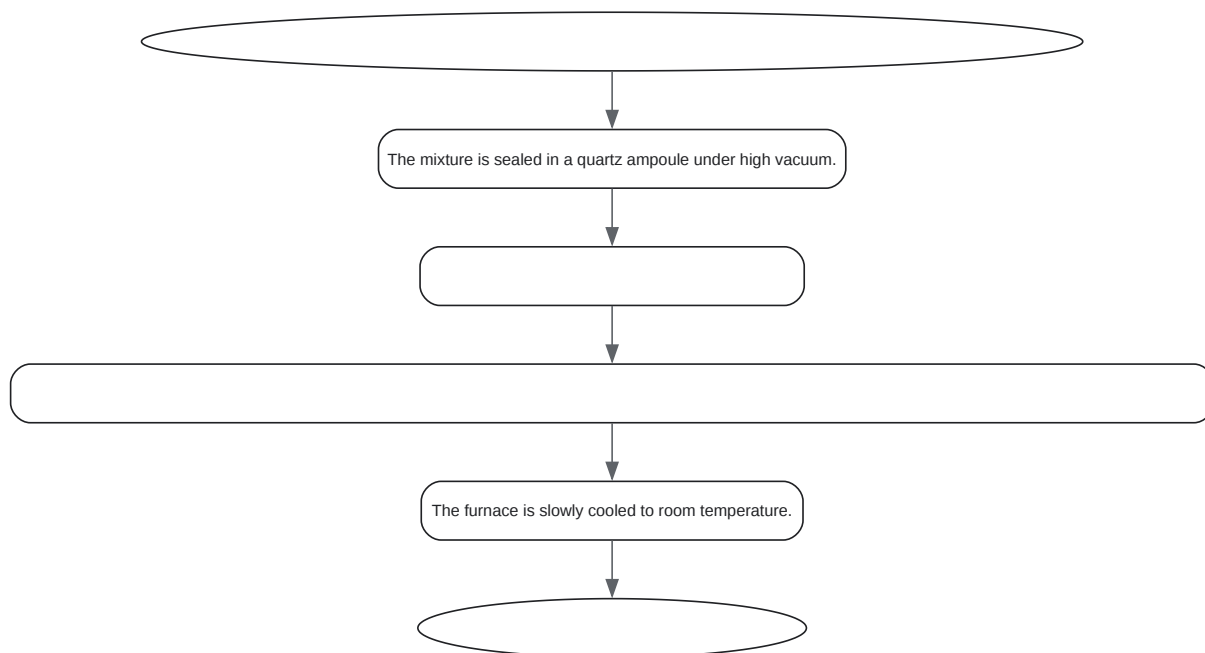 The mixture is sealed in a quartz ampoule under high vacuum.
The furnace is slowly cooled to room temperature.